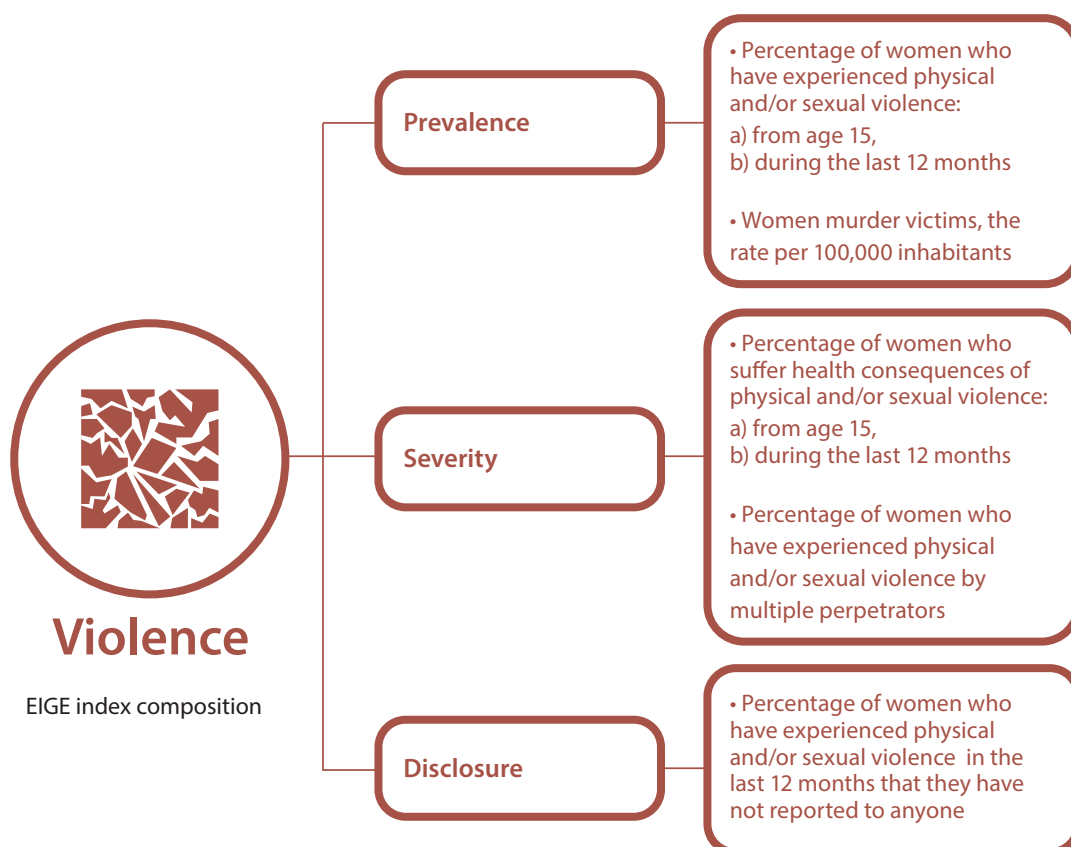 Prevalence
• Percentage of women who
have experienced physical
and/or sexual violence:
a) from age 15,
b) during the last 12 months
• Women murder victims, the
rate per 100,000 inhabitants
Violence
EIGE index composition
Severity
• Percentage of women who
suffer health consequences of
physical and/or sexual violence:
a) from age 15,
b) during the last 12 months
• Percentage of women who
have experienced physical
and/or sexual violence by
multiple perpetrators
Disclosure
• Percentage of women who
have experienced physical
and/or sexual violence in the
last 12 months that they have
not reported to anyone